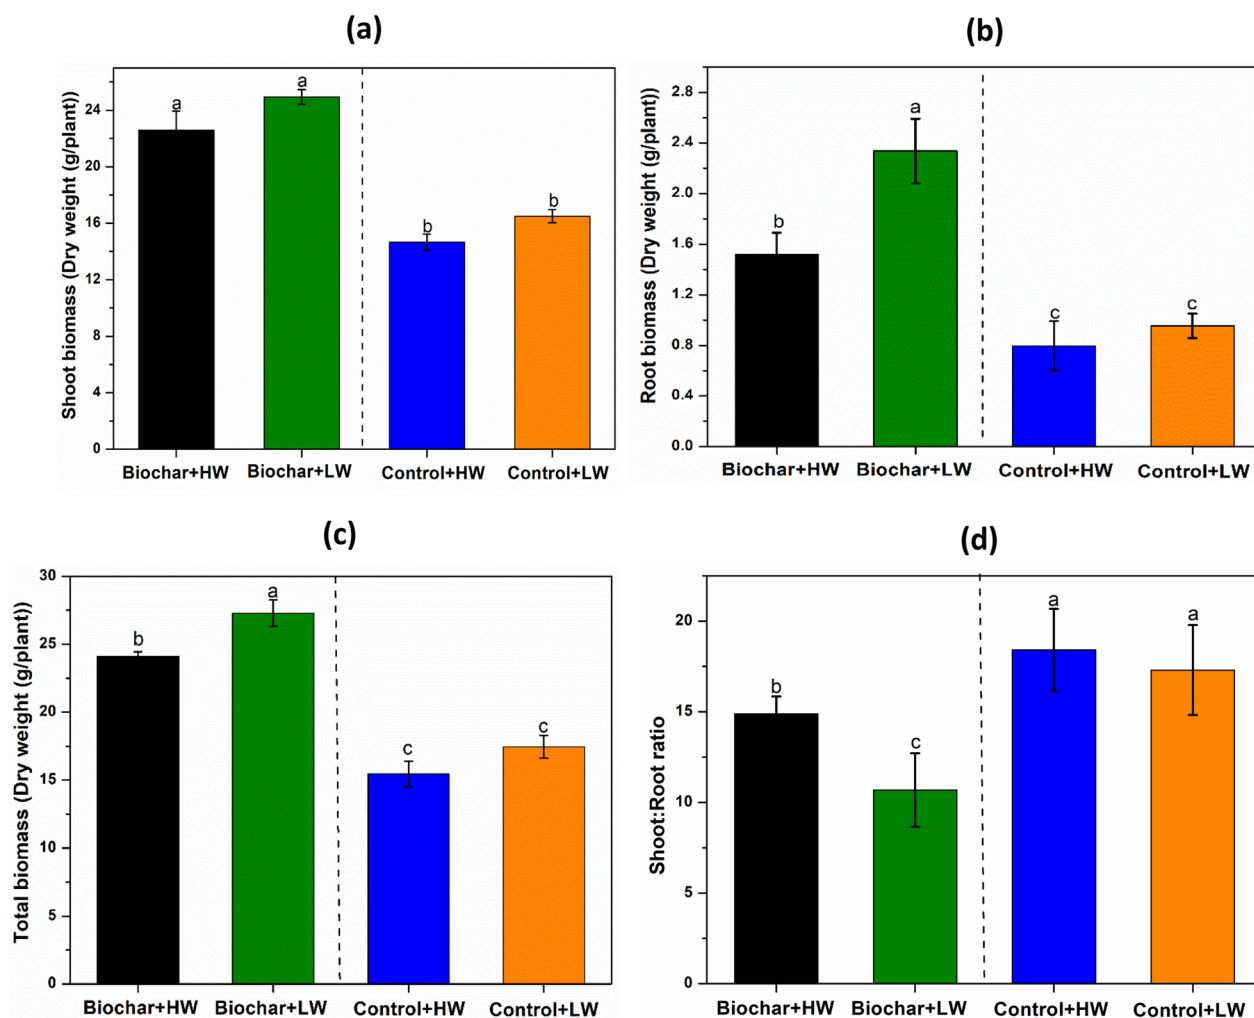 (a)
Shoot biomass (Dry weight (g/plant))
24
20
16
12
8
4
0
a
a
b
b
Biochar+HW Biochar+LW Control+HW Control+LW
(b)
Root biomass (Dry weight (g/plant))
2.8
2.4
2.0
1.6
1.2
0.8
0.4
0.0
b
a
c
c
Biochar+HW Biochar+LW Control+HW Control+LW
(c)
Total biomass (Dry weight (g/plant))
30
25
20
15
10
5
0
b
a
c
c
Biochar+HW Biochar+LW Control+HW Control+LW
(d)
Shoot:Root ratio
20
15
10
5
0
b
c
a
a
Biochar+HW Biochar+LW Control+HW Control+LW